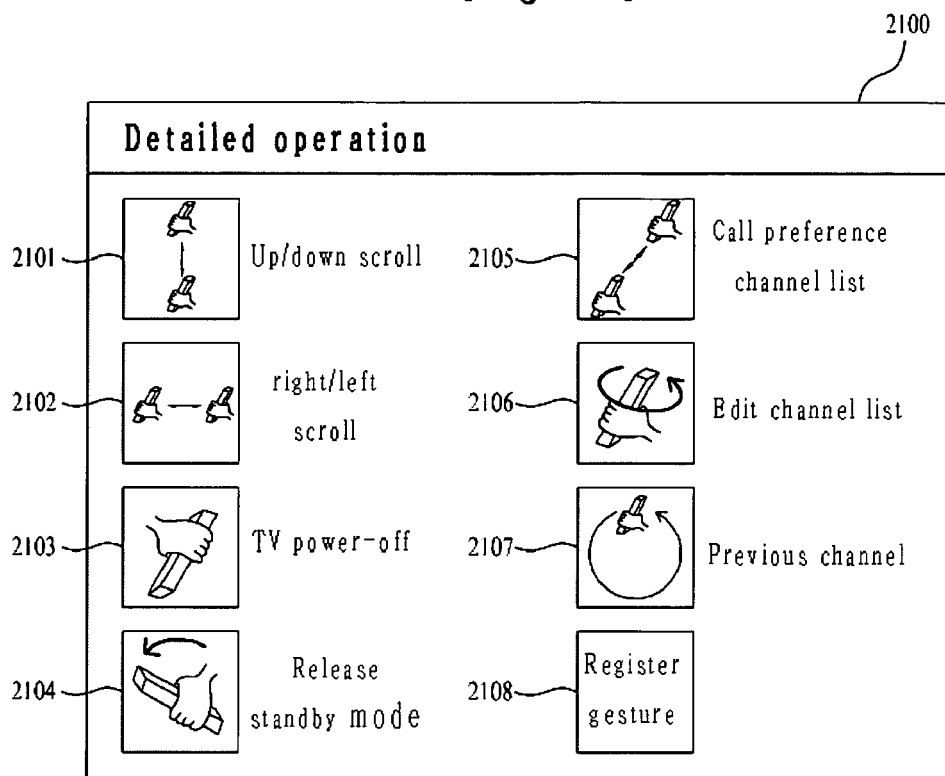 2100
Detailed operation
2101
Up/down scroll
2102
right/left
scroll
2103
TV power-off
2104
Release
standby mode
2105
Call preference
channel list
2106
Edit channel list
2107
Previous channel
2108
Register
gesture